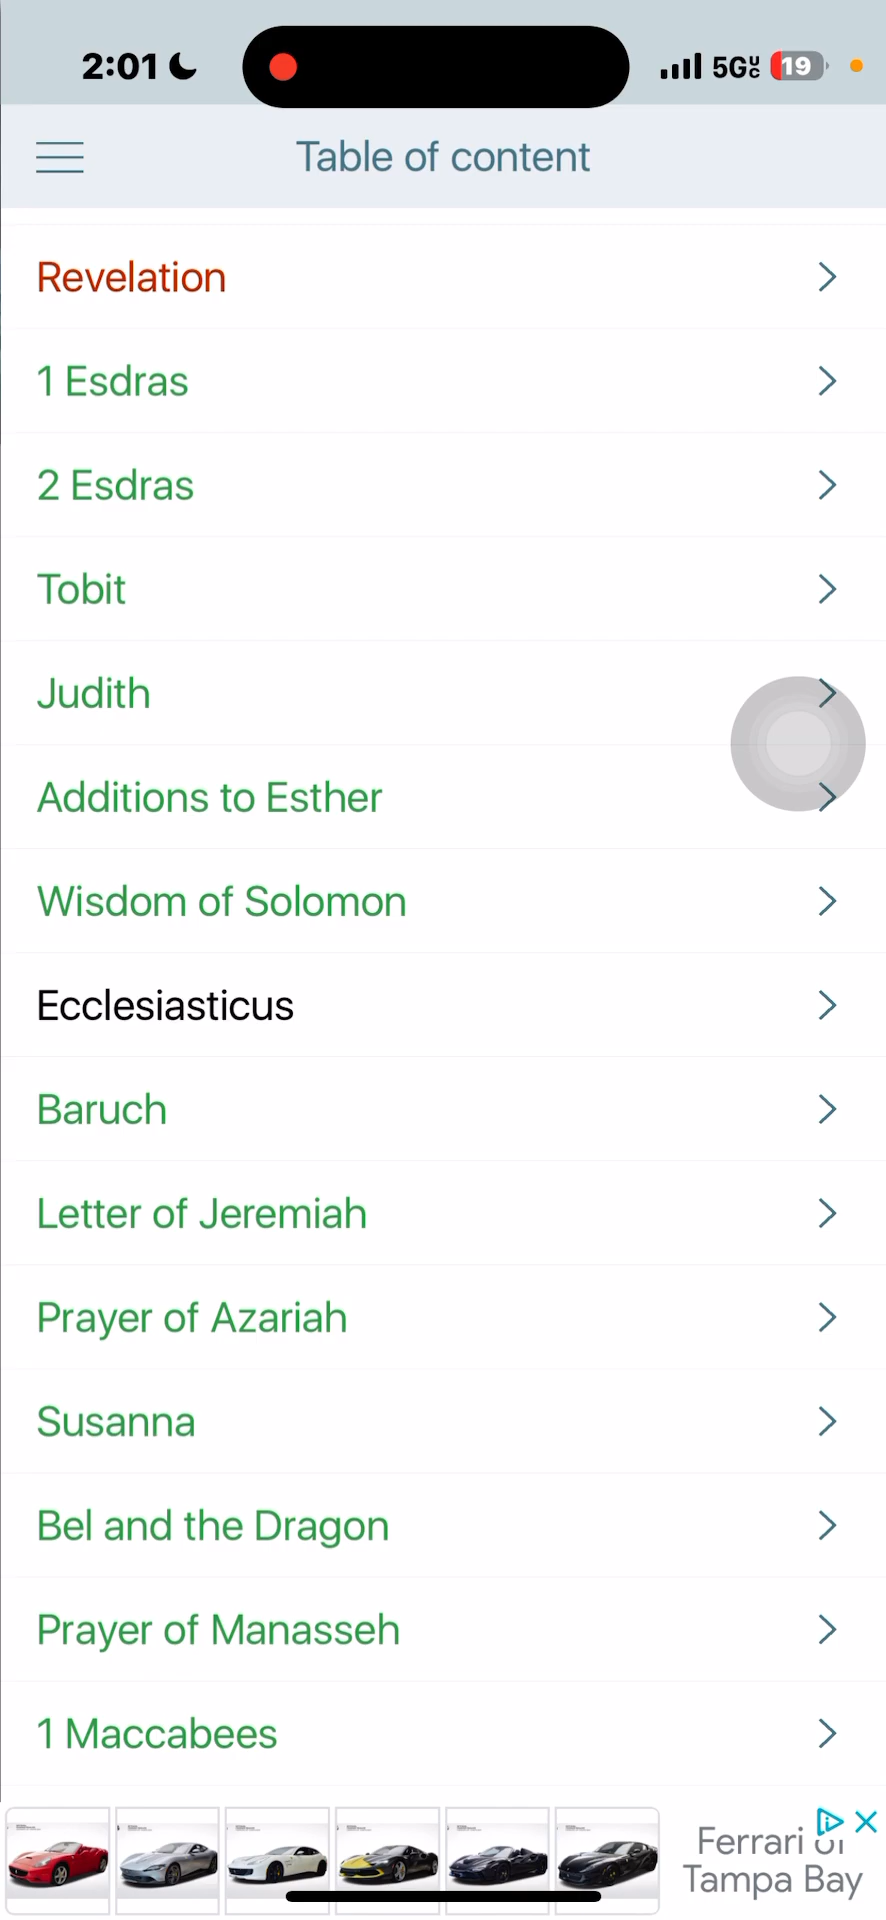 2:01
5G
19
Table of content
Revelation
1 Esdras
2 Esdras
Tobit
Judith
Additions to Esther
Wisdom of Solomon
Ecclesiasticus
Baruch
Letter of Jeremiah
Prayer of Azariah
Susanna
Bel and the Dragon
Prayer of Manasseh
1 Maccabees
Ferrari of
Tampa Bay